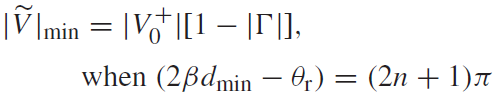 |Ṽ|min = |V₀⁺|[1 − |Γ|],
when (2βdmin − θr) = (2n + 1)π